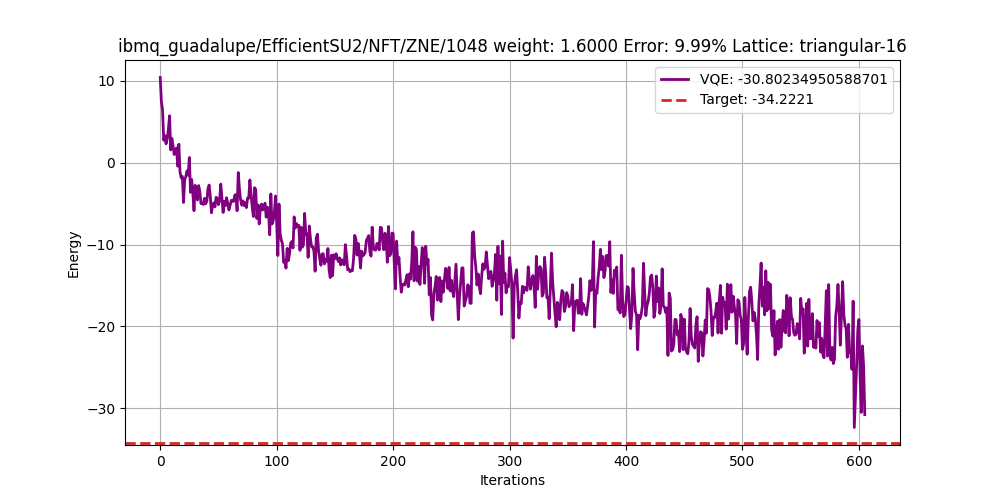 ibmq_guadalupe/EfficientSU2/NFT/ZNE/1048 weight: 1.6000 Error: 9.99% Lattice: triangular-16
VQE: -30.80234950588701
Target: -34.2221
10
0
−10
−20
−30
Energy
0 100 200 300 400 500 600
Iterations